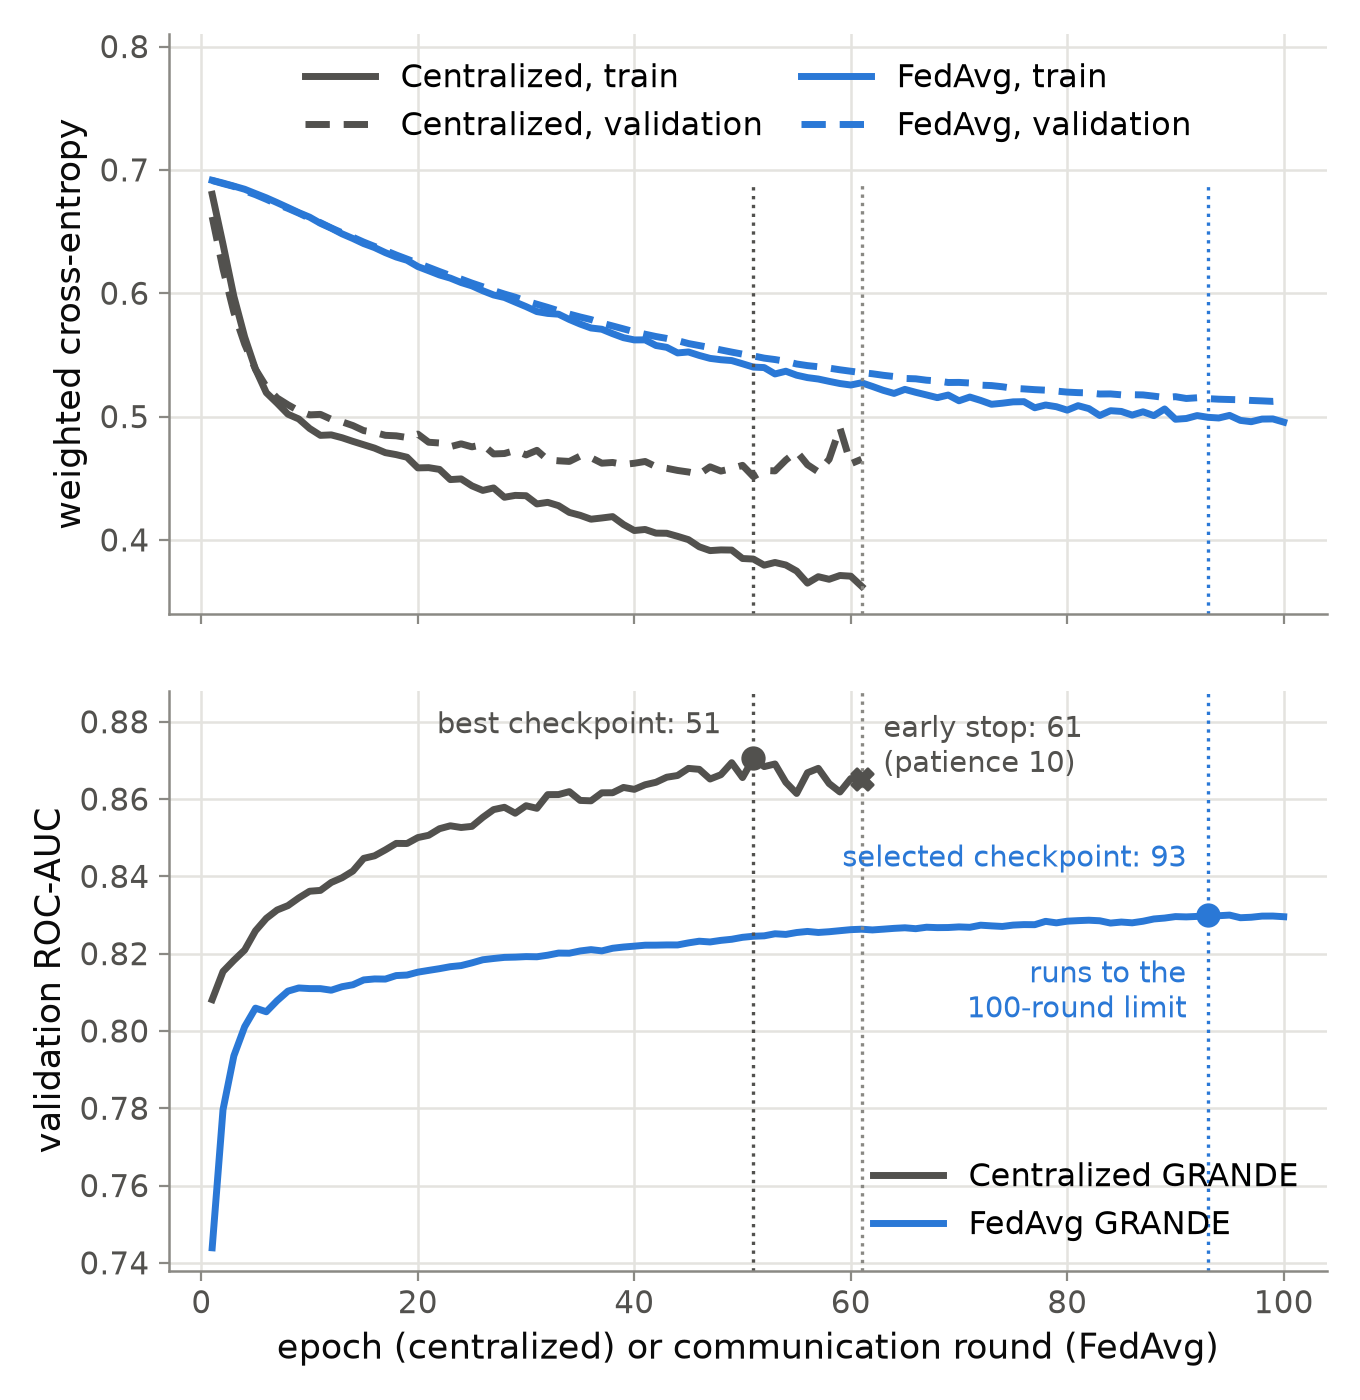 0.8
0.7
0.6
0.5
0.4
weighted cross-entropy
Centralized, train
Centralized, validation
FedAvg, train
FedAvg, validation
0.88
0.86
0.84
0.82
0.80
0.78
0.76
0.74
validation ROC-AUC
best checkpoint: 51
early stop: 61
(patience 10)
selected checkpoint: 93
runs to the
100-round limit
Centralized GRANDE
FedAvg GRANDE
0
20
40
60
80
100
epoch (centralized) or communication round (FedAvg)